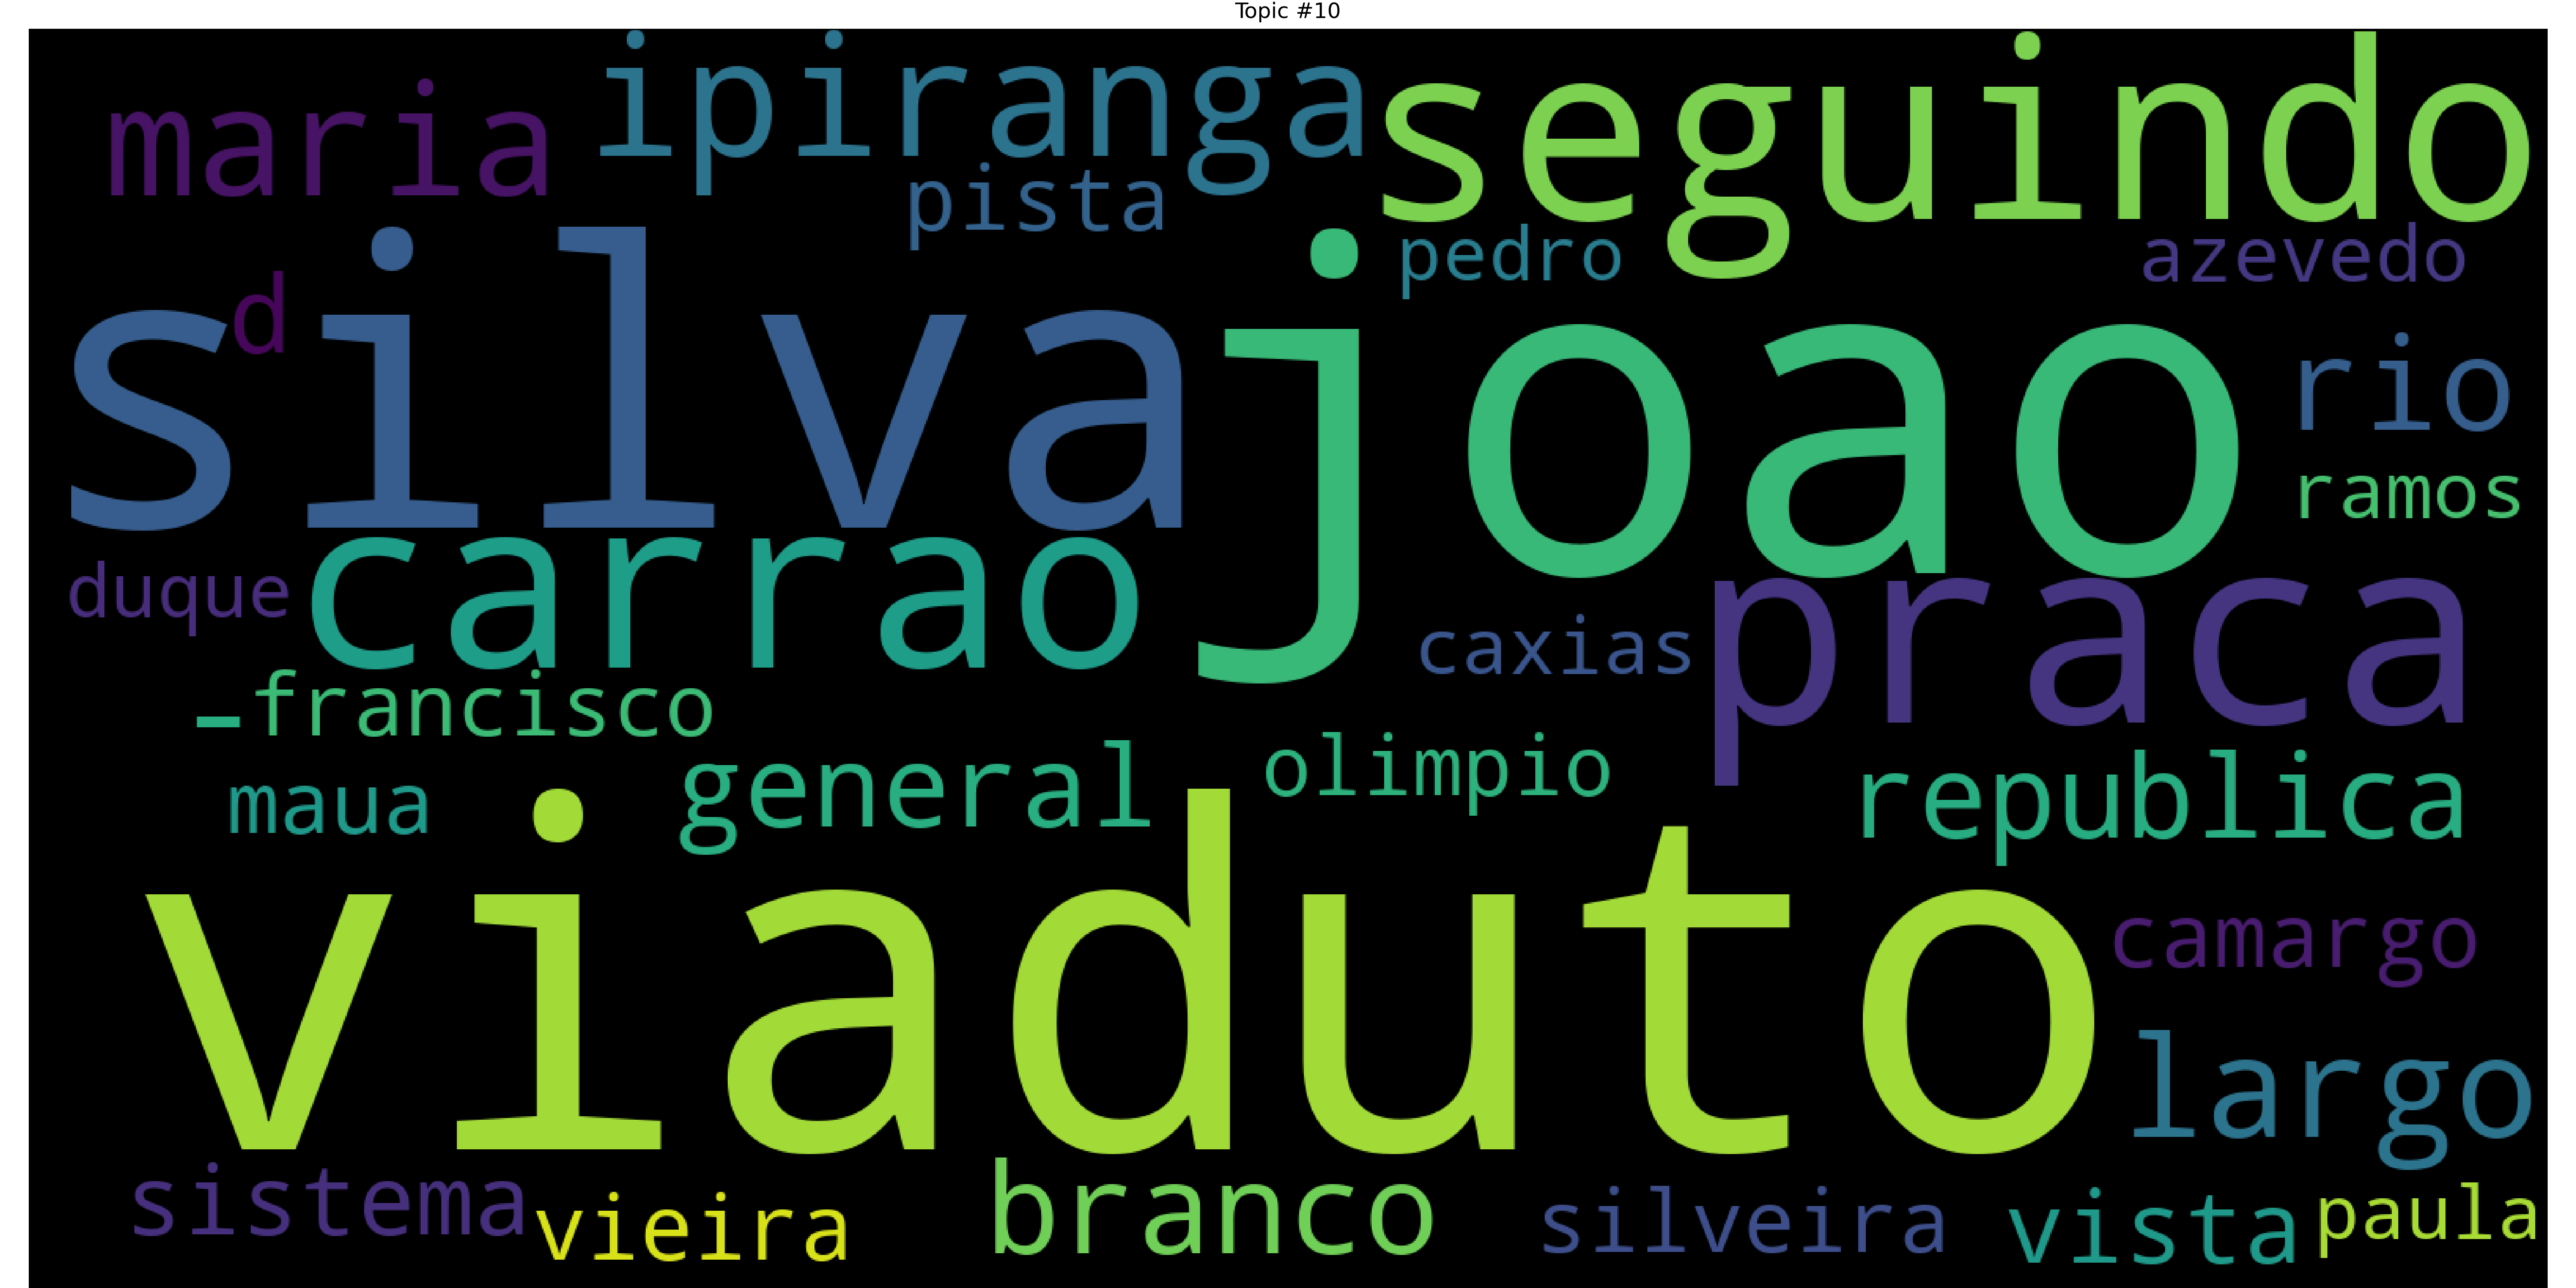 Topic #10
maria
ipiranga
seguindo
pista
silva
d
joao
pedro
azevedo
rio
ramos
duque
carrao
caxias
praca
-
francisco
maua
general
olimpio
republica
viaduto
camargo
largo
sistema
vieira
branco
silveira
vista
paula